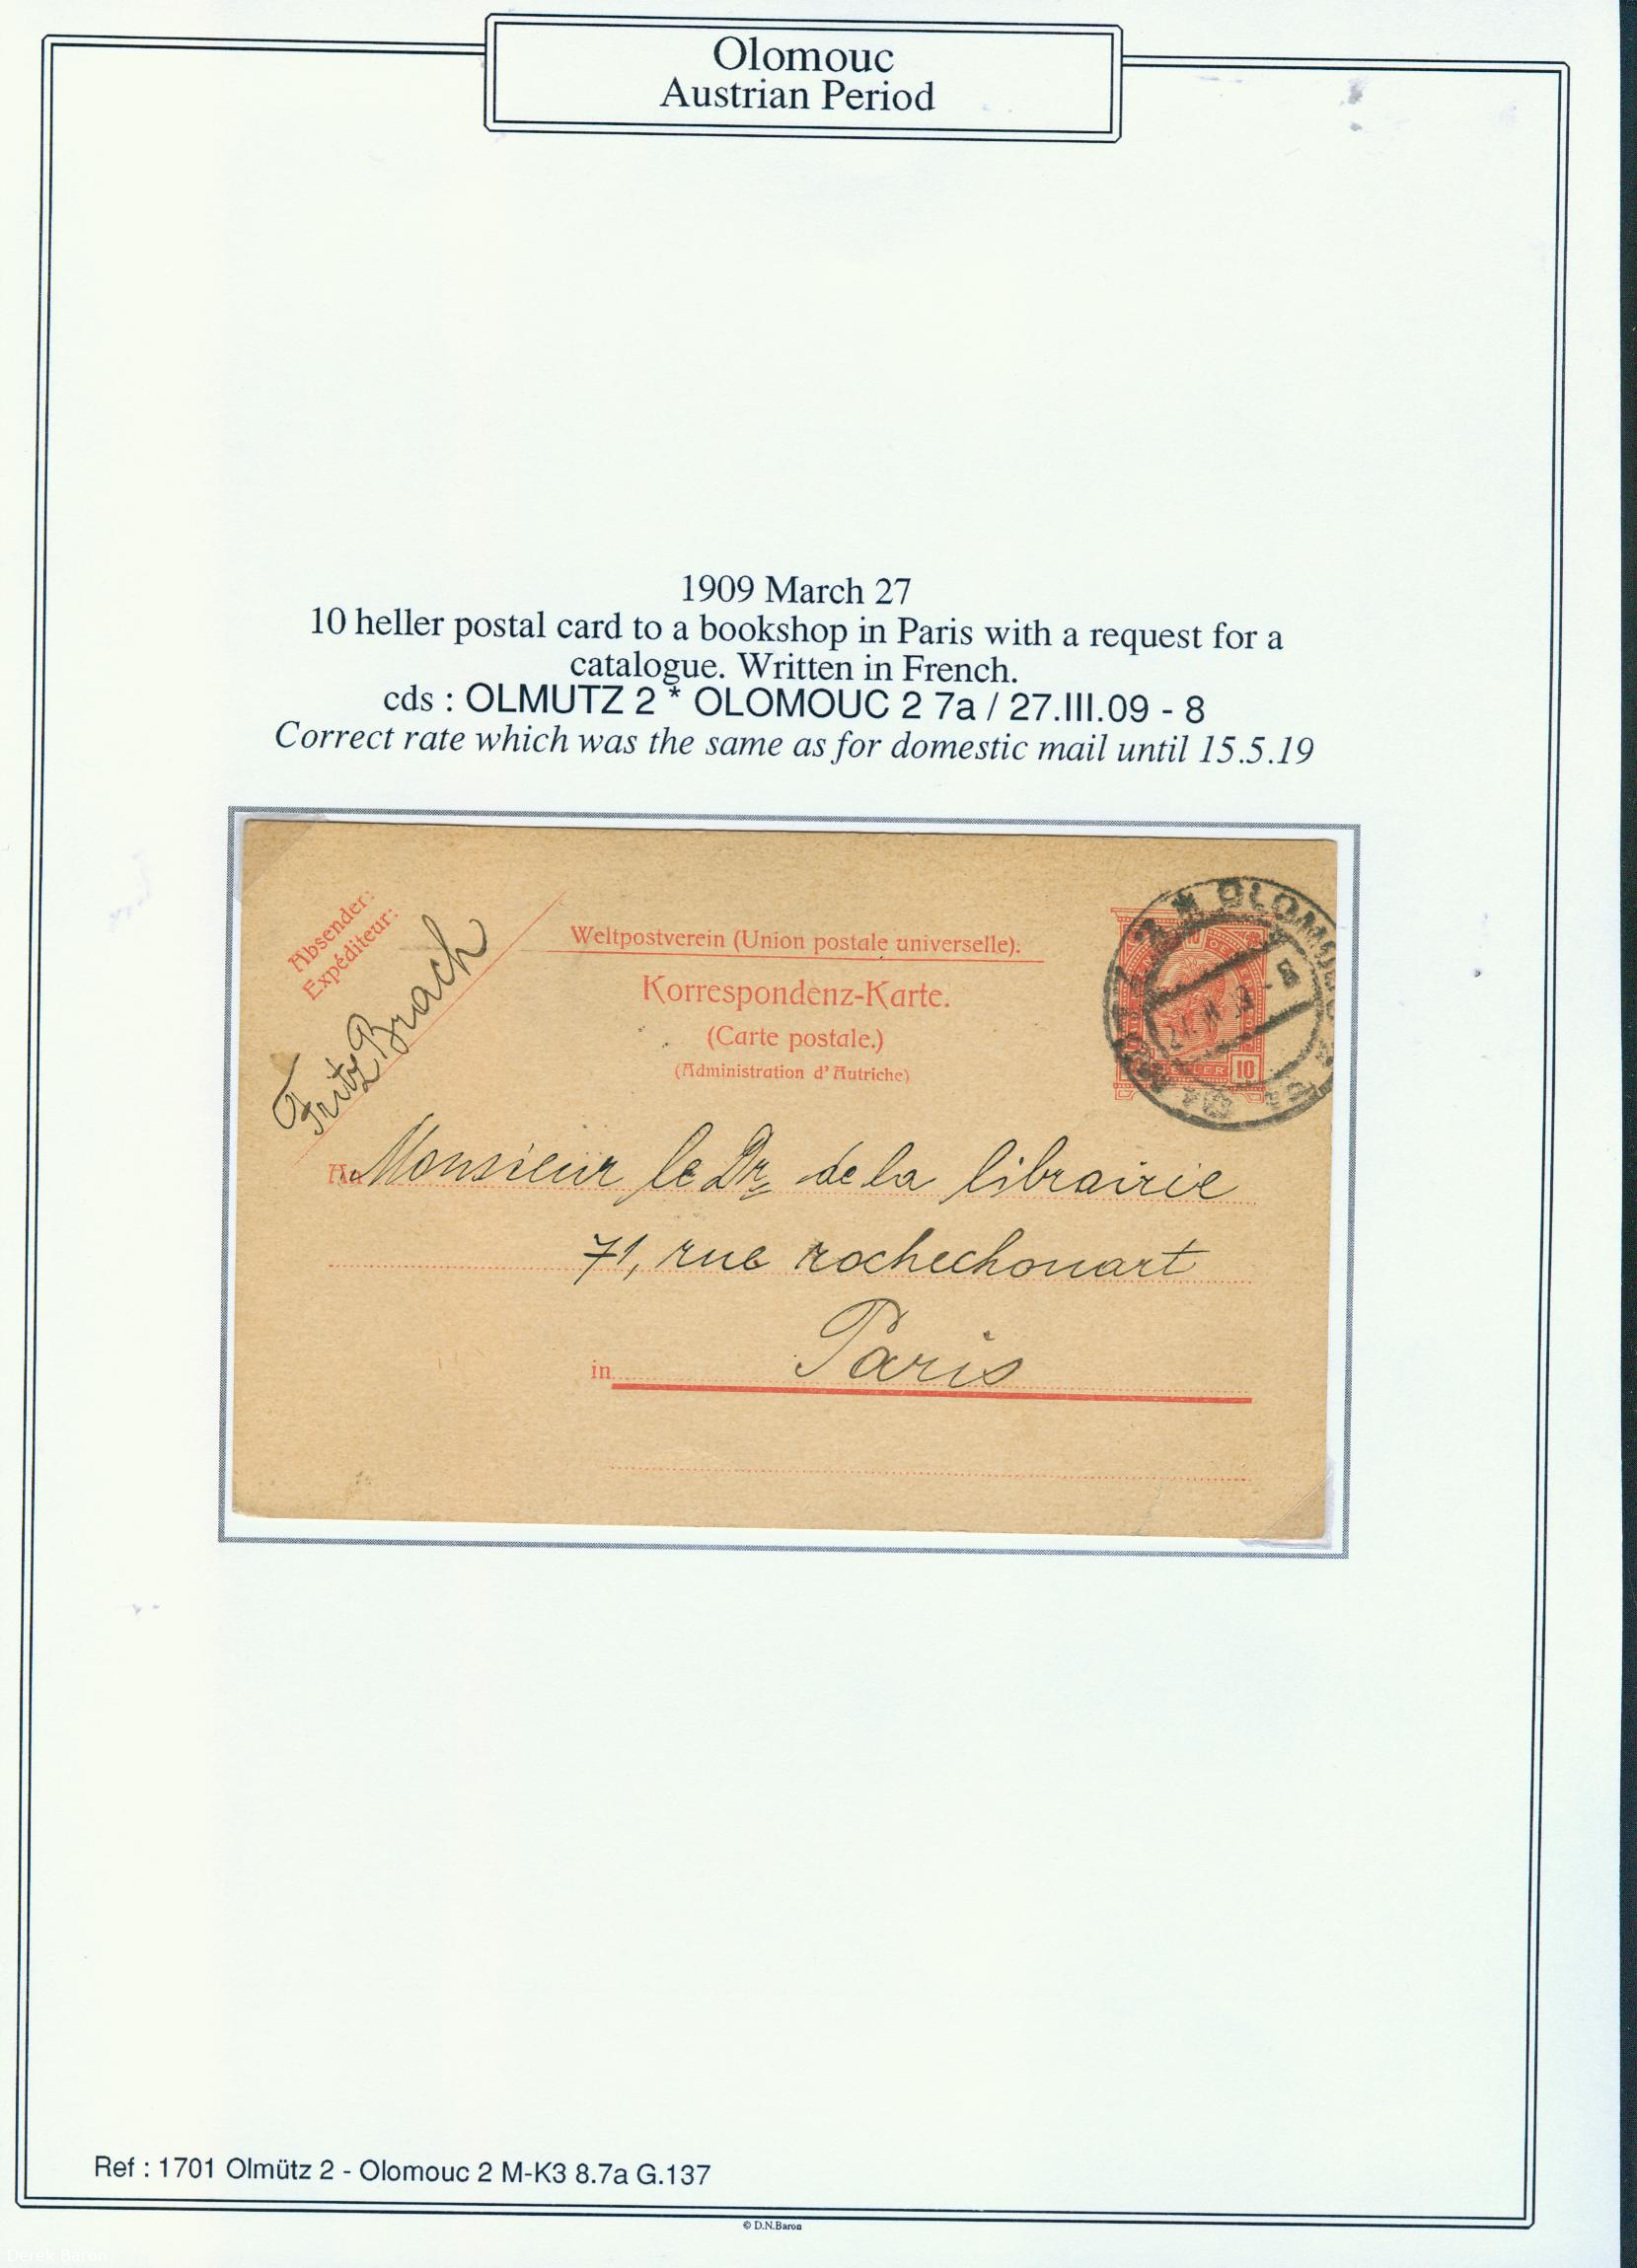 Olomouc
Austrian Period
1909 March 27
10 heller postal card to a bookshop in Paris with a request for a
catalogue. Written in French.
cds : OLMUTZ 2 * OLOMOUC 2 7a / 27.III.09 - 8
Correct rate which was the same as for domestic mail until 15.5.19
Absender:
Expéditeur:
Fritz Brach
Weltpostverein (Union postale universelle).
Korrespondenz-Karte.
(Carte postale.)
(Administration d'Autriche)
OLOMOUC
10
An Monsieur le Dr de la librairie
71, rue rochechouart
in Paris
Ref : 1701 Olmütz 2 - Olomouc 2 M-K3 8.7a G.137
© D.N.Baron
Derek Baron